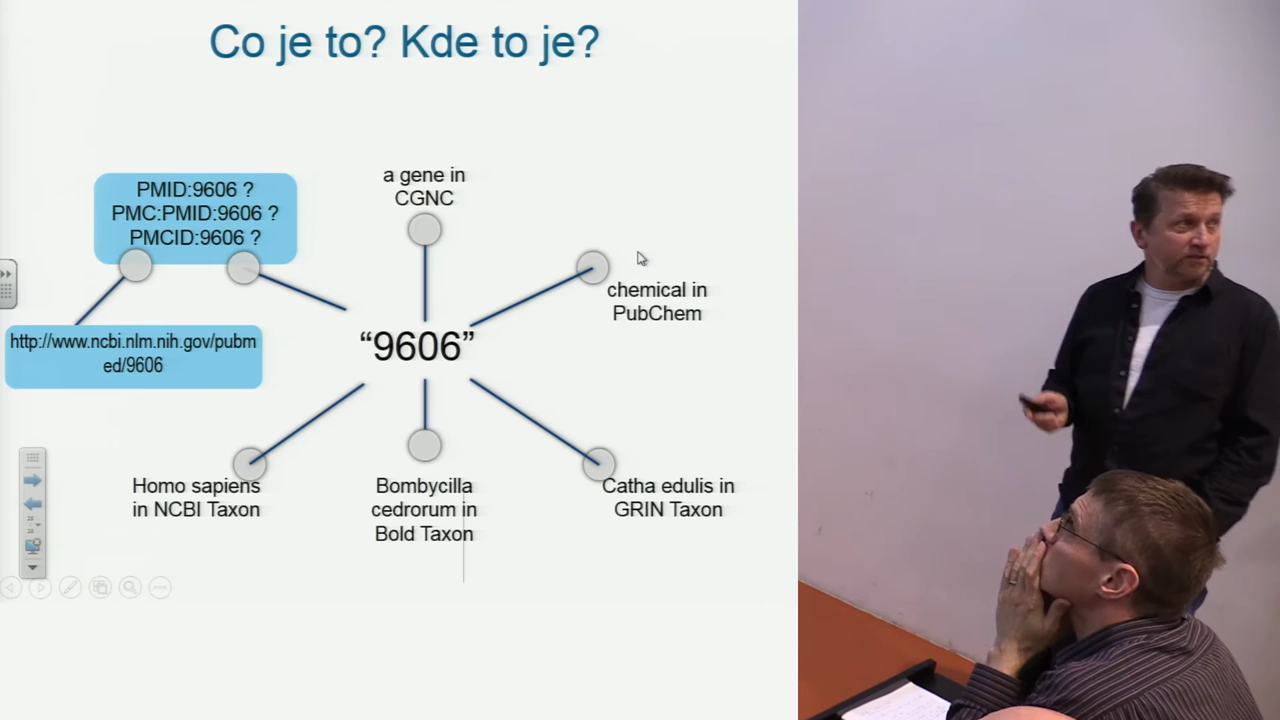 Co je to? Kde to je?
PMID:9606 ?
PMC:PMID:9606 ?
PMCID:9606 ?
a gene in
CGNC
chemical in
PubChem
http://www.ncbi.nlm.nih.gov/pubm
ed/9606
“9606”
Homo sapiens
in NCBI Taxon
Bombycilla
cedrorum in
Bold Taxon
Catha edulis in
GRIN Taxon